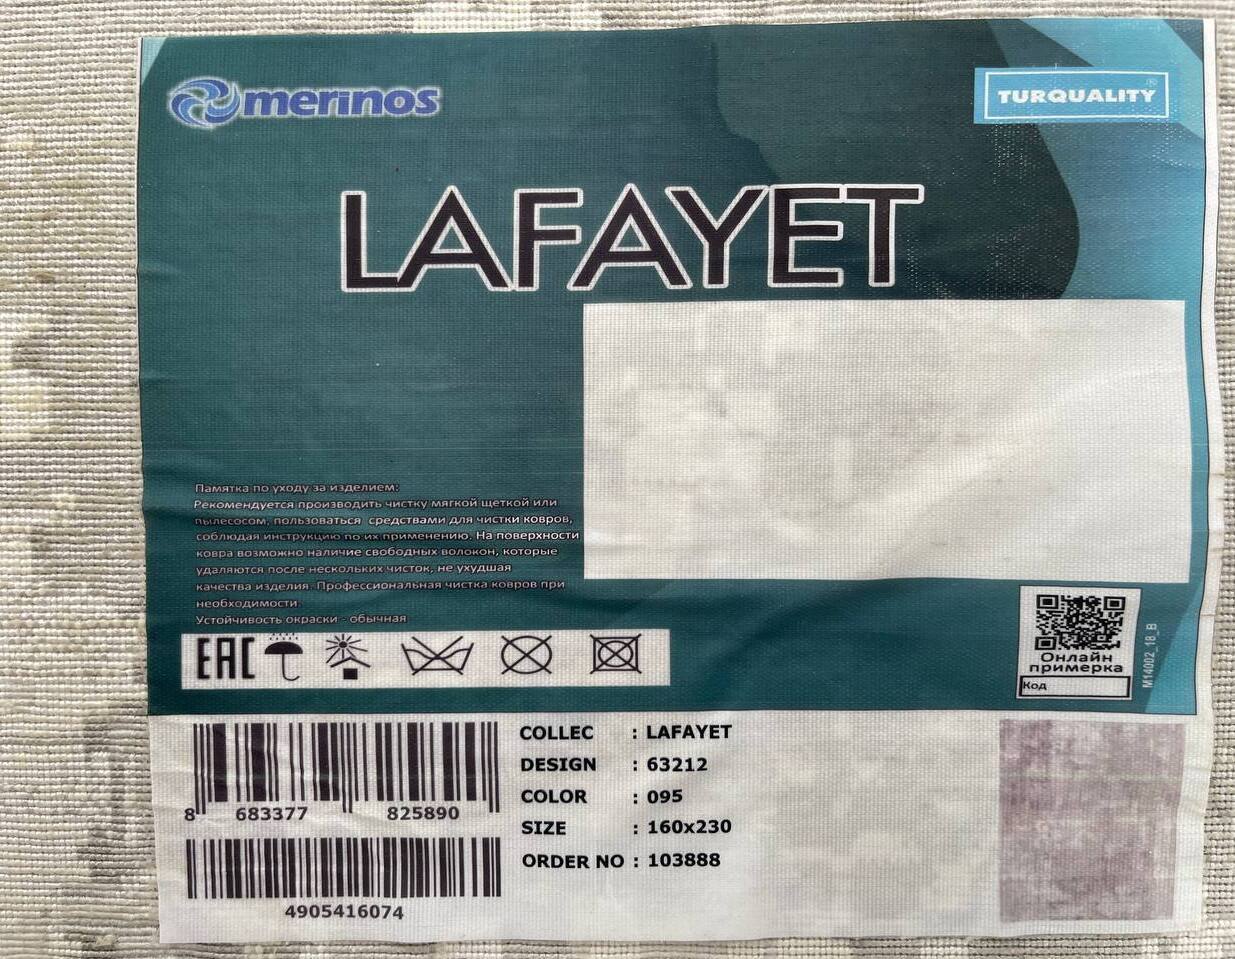 merinos
TURQUALITY®
LAFAYET
Памятка по уходу за изделием:
Рекомендуется производить чистку мягкой щеткой или
пылесосом, пользоваться средствами для чистки ковров,
соблюдая инструкцию по их применению. На поверхности
ковра возможно наличие свободных волокон, которые
удаляются после нескольких чисток, не ухудшая
качества изделия. Профессиональная чистка ковров при
необходимости
Устойчивость окраски - обычная
EAC
Онлайн
примерка
Код
M14002_18_B
8 683377 825890
4905416074
COLLEC : LAFAYET
DESIGN : 63212
COLOR : 095
SIZE : 160x230
ORDER NO : 103888